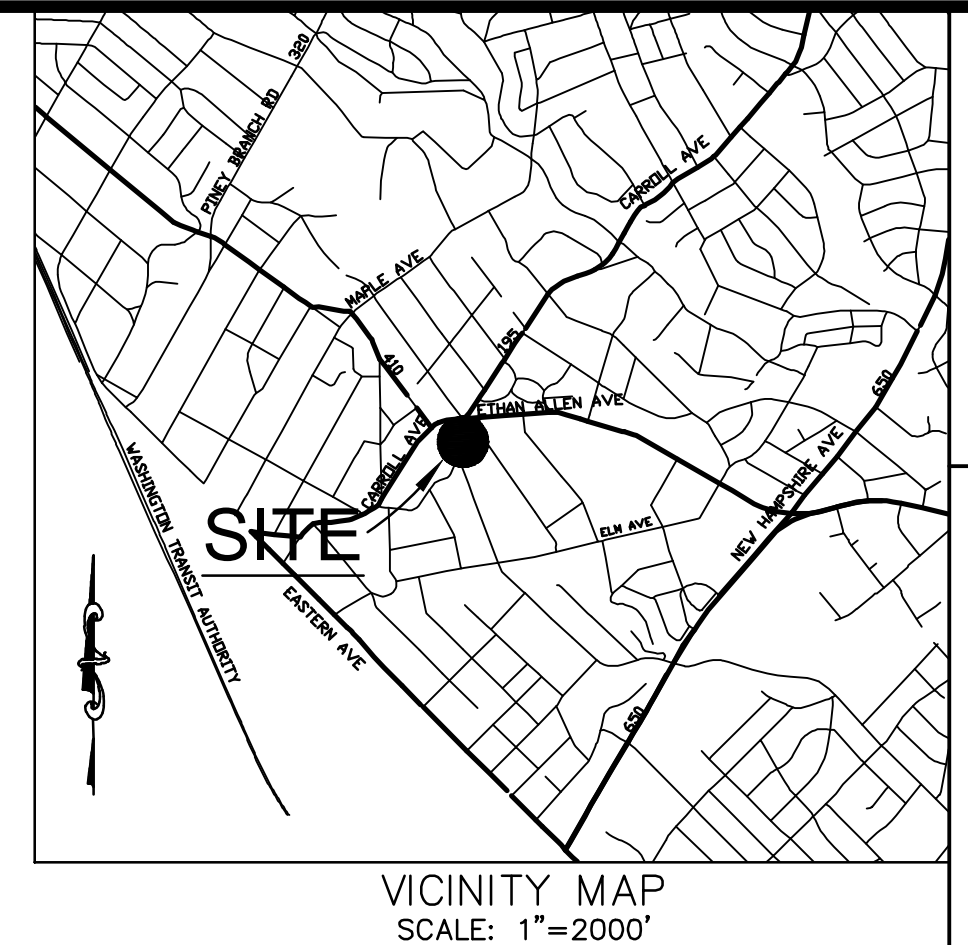 320
PINEY BRANCH RD
CARROLL AVE
MAPLE AVE
195
410
650
ETHAN ALLEN AVE
CARROLL AVE
NEW HAMPSHIRE AVE
WASHINGTON TRANSIT AUTHORITY
SITE
ELM AVE
EASTERN AVE
650
VICINITY MAP
SCALE: 1"=2000'